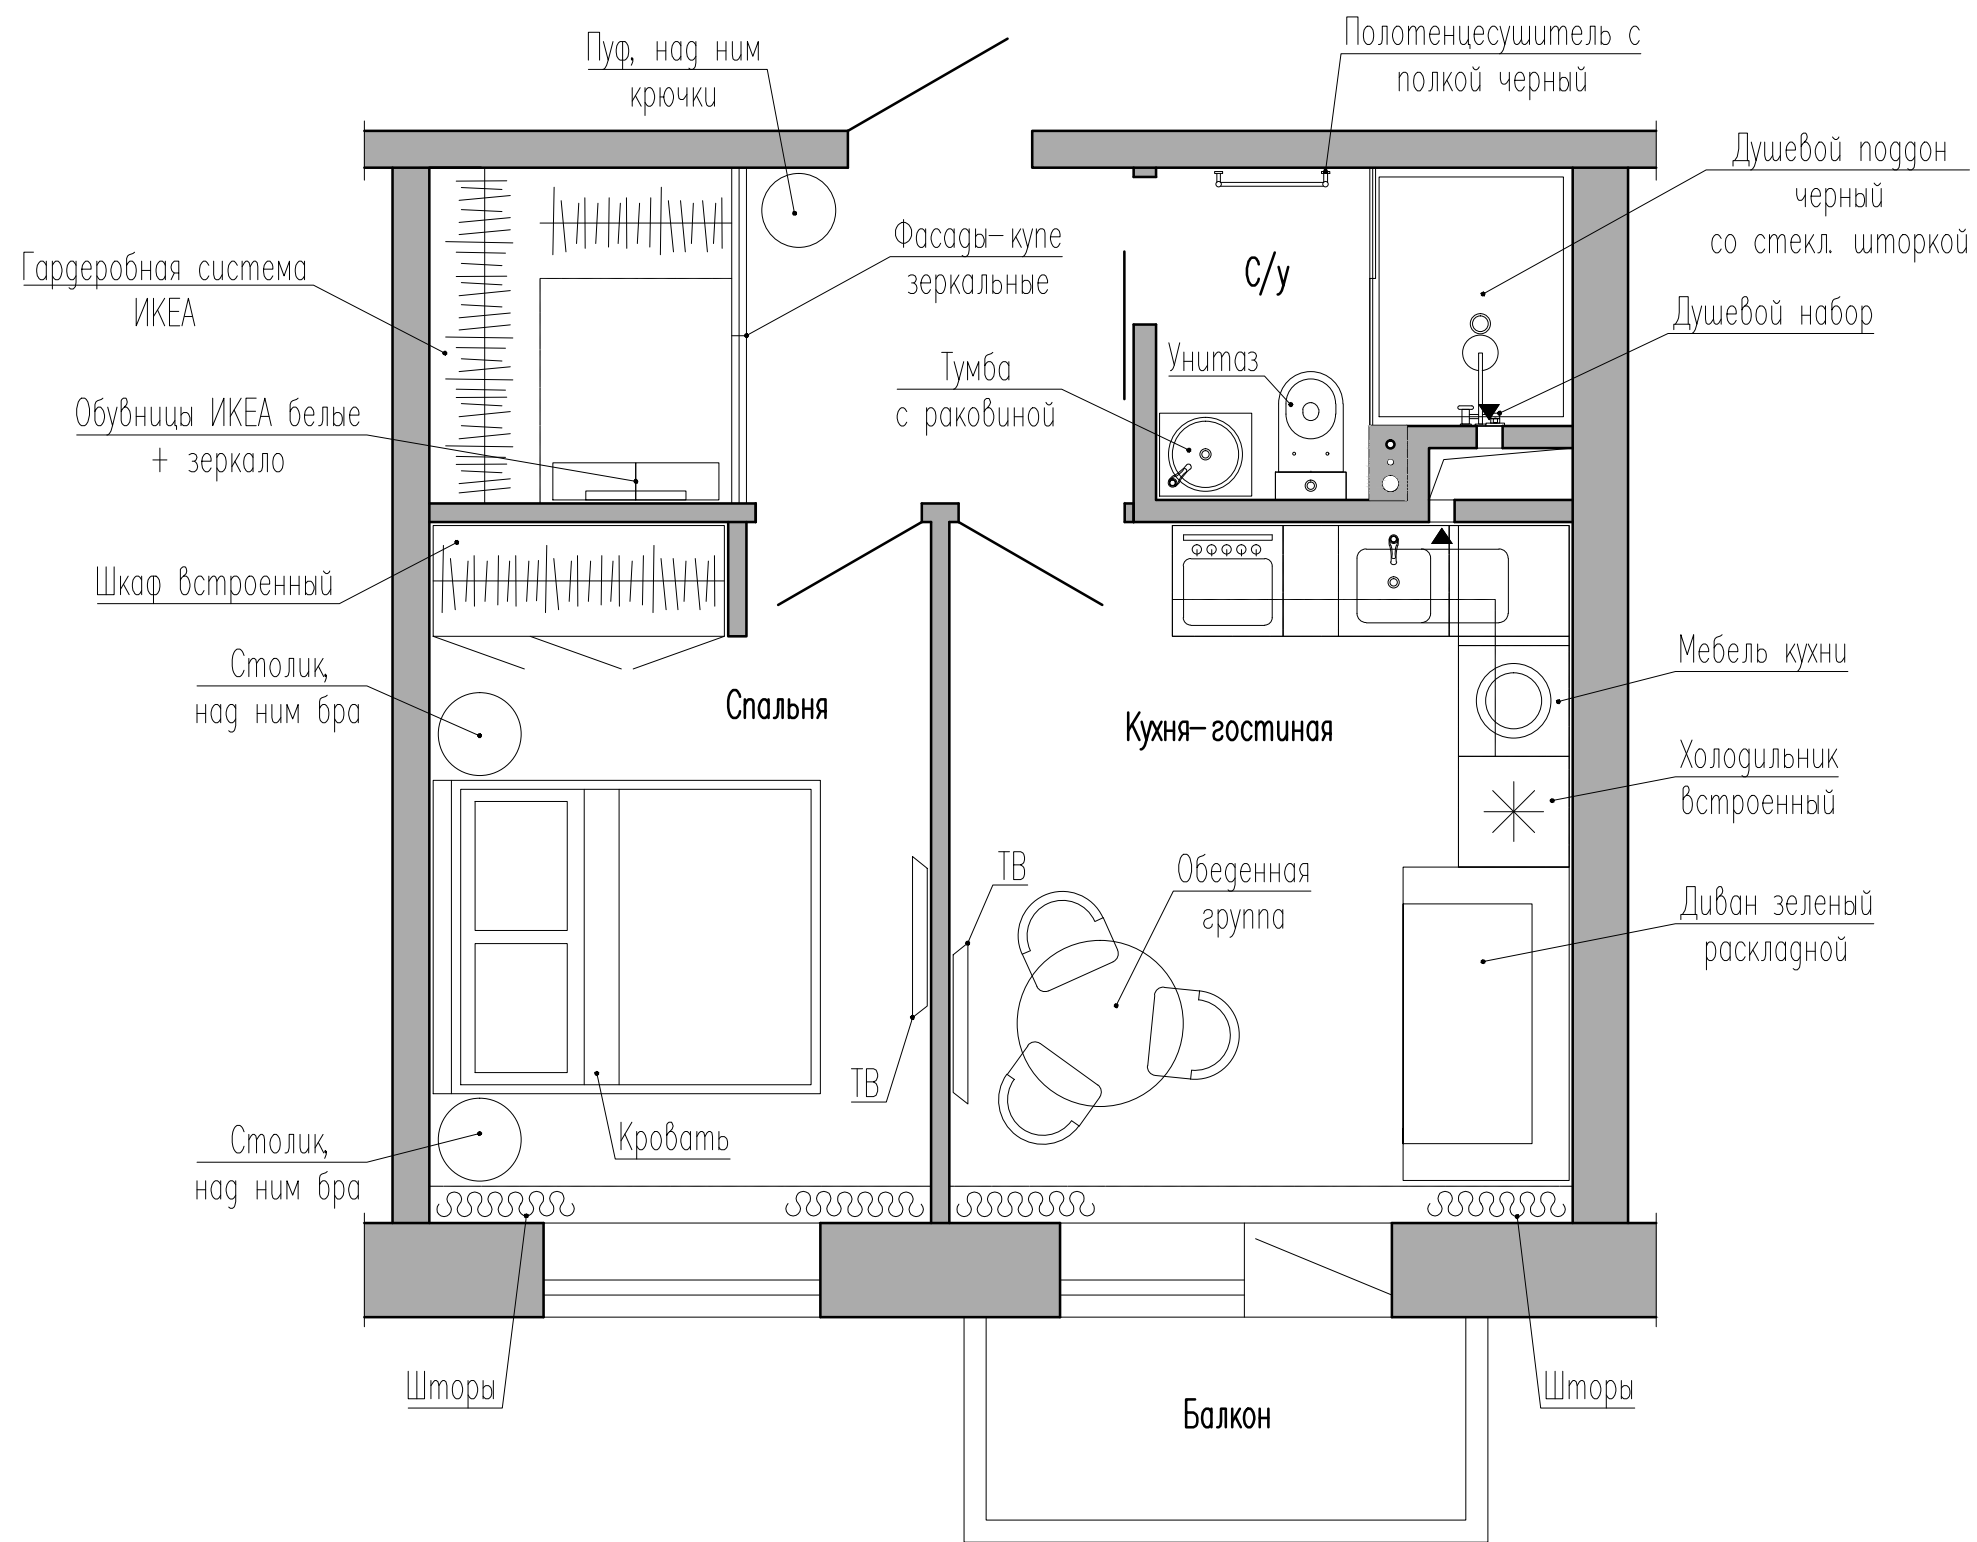 Полотенцесушитель с
полкой черный
Пуф, над ним
крючки
Душевой поддон
черный
со стекл. шторкой
Фасады-купе
зеркальные
Гардеробная система
ИКЕА
С/у
Душевой набор
Тумба
с раковиной
Унитаз
Обувницы ИКЕА белые
+ зеркало
Шкаф встроенный
Столик,
над ним бра
Спальня
Кухня-гостиная
Мебель кухни
Холодильник
встроенный
ТВ
Обеденная
группа
Диван зеленый
раскладной
ТВ
Столик,
над ним бра
Кровать
Шторы
Шторы
Балкон